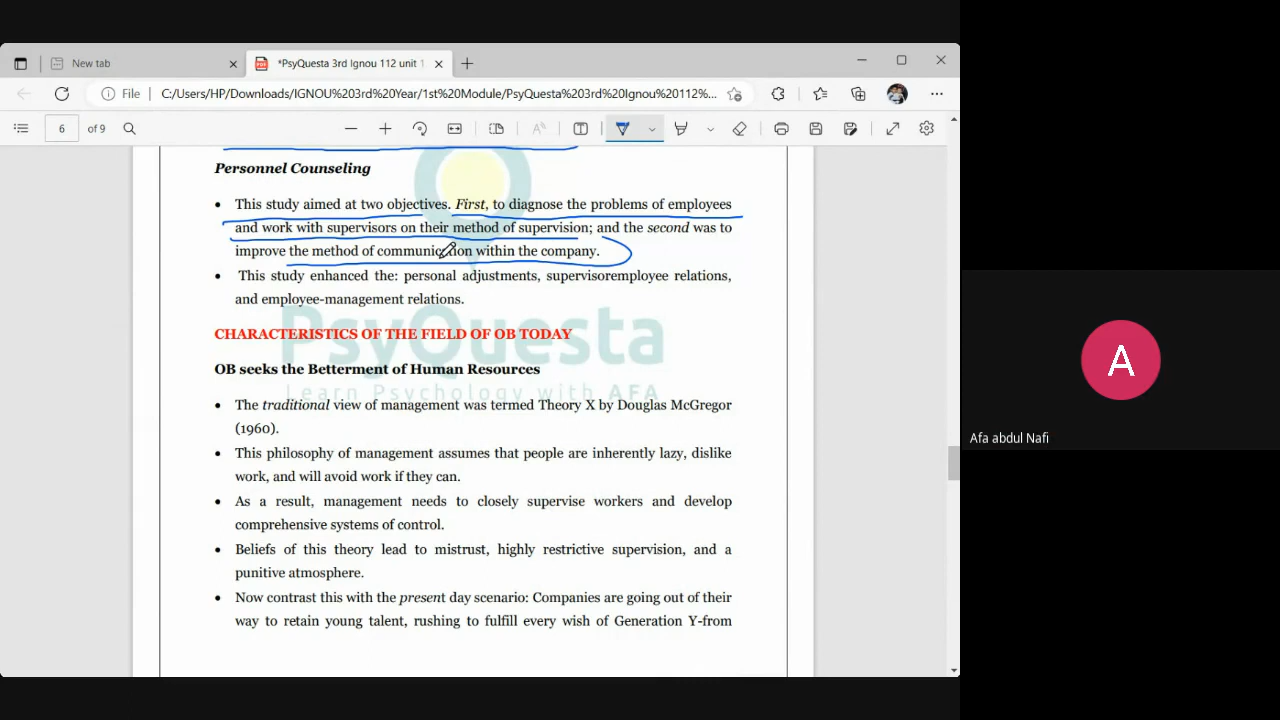 New tab
*PsyQuesta 3rd Ignou 112 unit 1
File
C:/Users/HP/Downloads/IGNOU%203rd%20Year/1st%20Module/PsyQuesta%203rd%20Ignou%20112%...
6 of 9
Personnel Counseling
• This study aimed at two objectives. First, to diagnose the problems of employees
and work with supervisors on their method of supervision; and the second was to
improve the method of communication within the company.
• This study enhanced the: personal adjustments, supervisoremployee relations,
and employee-management relations.
PsyQuesta
CHARACTERISTICS OF THE FIELD OF OB TODAY
OB seeks the Betterment of Human Resources
Learn Psychology with AFA
• The traditional view of management was termed Theory X by Douglas McGregor
(1960).
• This philosophy of management assumes that people are inherently lazy, dislike
work, and will avoid work if they can.
• As a result, management needs to closely supervise workers and develop
comprehensive systems of control.
• Beliefs of this theory lead to mistrust, highly restrictive supervision, and a
punitive atmosphere.
• Now contrast this with the present day scenario: Companies are going out of their
way to retain young talent, rushing to fulfill every wish of Generation Y-from
A
Afa abdul Nafi